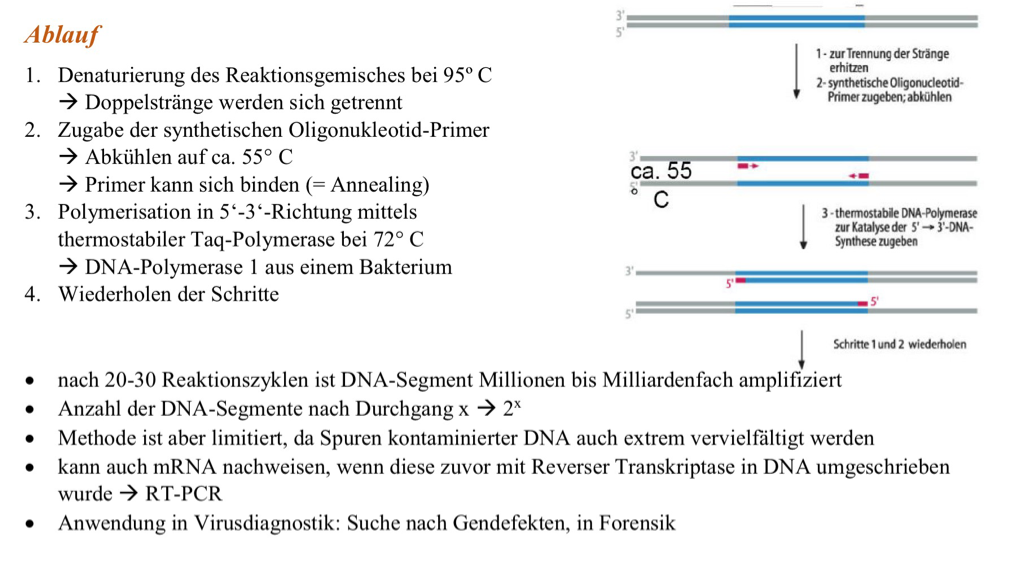 Ablauf
1. Denaturierung des Reaktionsgemisches bei 95º C
→ Doppelstränge werden sich getrennt
2. Zugabe der synthetischen Oligonukleotid-Primer
→ Abkühlen auf ca. 55° C
→ Primer kann sich binden (= Annealing)
3. Polymerisation in 5‘-3‘-Richtung mittels
thermostabiler Taq-Polymerase bei 72° C
→ DNA-Polymerase 1 aus einem Bakterium
4. Wiederholen der Schritte
3'
5'
1- zur Trennung der Stränge
erhitzen
2- synthetische Oligonucleotid-
Primer zugeben; abkühlen
3'
ca. 55
5'
° C
3 - thermostabile DNA-Polymerase
zur Katalyse der 5' → 3'-DNA-
Synthese zugeben
3'
5'
5'
5'
Schritte 1 und 2 wiederholen
• nach 20-30 Reaktionszyklen ist DNA-Segment Millionen bis Milliardenfach amplifiziert
• Anzahl der DNA-Segmente nach Durchgang x → 2ˣ
• Methode ist aber limitiert, da Spuren kontaminierter DNA auch extrem vervielfältigt werden
• kann auch mRNA nachweisen, wenn diese zuvor mit Reverser Transkriptase in DNA umgeschrieben
wurde → RT-PCR
• Anwendung in Virusdiagnostik: Suche nach Gendefekten, in Forensik